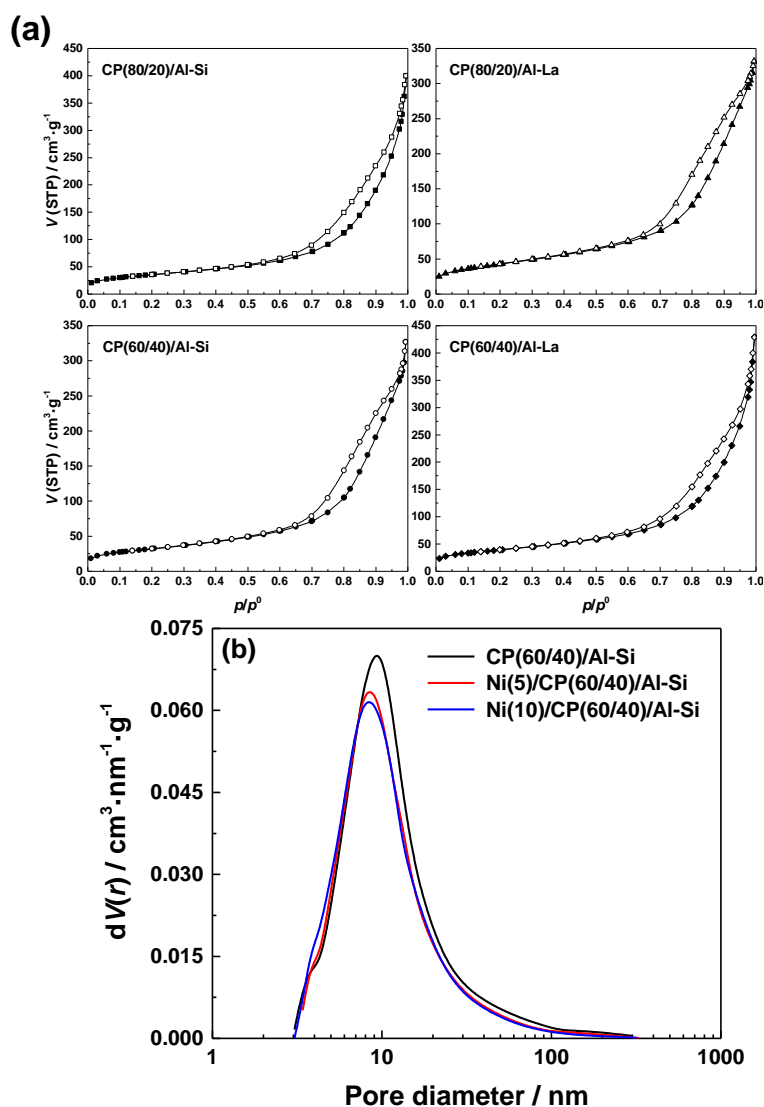 (a)
CP(80/20)/Al-Si
CP(80/20)/Al-La
V (STP) / cm³·g⁻¹
450
400
350
300
250
200
150
100
50
0
0.0 0.1 0.2 0.3 0.4 0.5 0.6 0.7 0.8 0.9 1.0
350
300
250
200
150
100
50
0
0.0 0.1 0.2 0.3 0.4 0.5 0.6 0.7 0.8 0.9 1.0
CP(60/40)/Al-Si
CP(60/40)/Al-La
V (STP) / cm³·g⁻¹
350
300
250
200
150
100
50
0
0.0 0.1 0.2 0.3 0.4 0.5 0.6 0.7 0.8 0.9 1.0
p/p⁰
450
400
350
300
250
200
150
100
50
0
0.0 0.1 0.2 0.3 0.4 0.5 0.6 0.7 0.8 0.9 1.0
p/p⁰
(b)
CP(60/40)/Al-Si
Ni(5)/CP(60/40)/Al-Si
Ni(10)/CP(60/40)/Al-Si
dV(r) / cm³·nm⁻¹·g⁻¹
0.075
0.060
0.045
0.030
0.015
0.000
1 10 100 1000
Pore diameter / nm